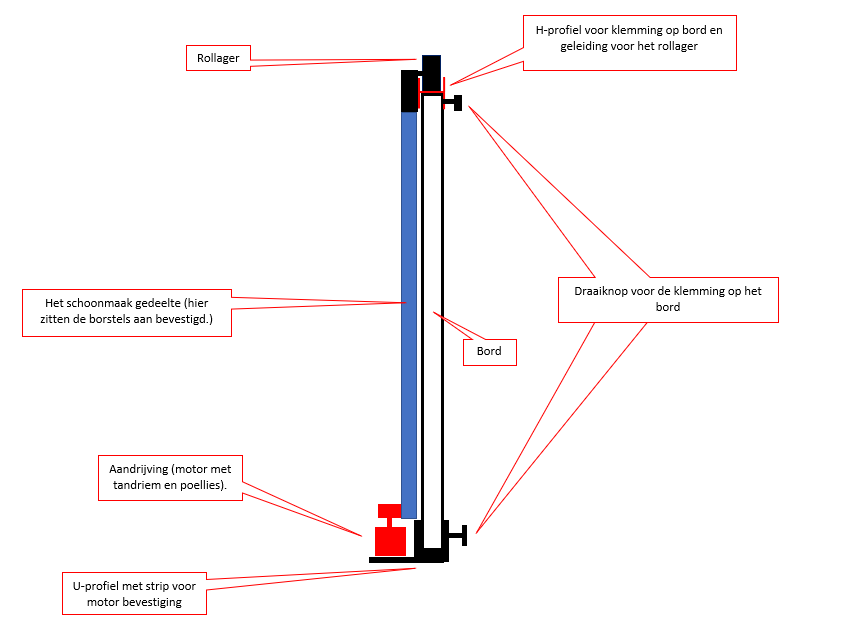 H-profiel voor klemming op bord en
geleiding voor het rollager
Rollager
Draaiknop voor de klemming op het
bord
Het schoonmaak gedeelte (hier
zitten de borstels aan bevestigd.)
Bord
Aandrijving (motor met
tandriem en poellies).
U-profiel met strip voor
motor bevestiging